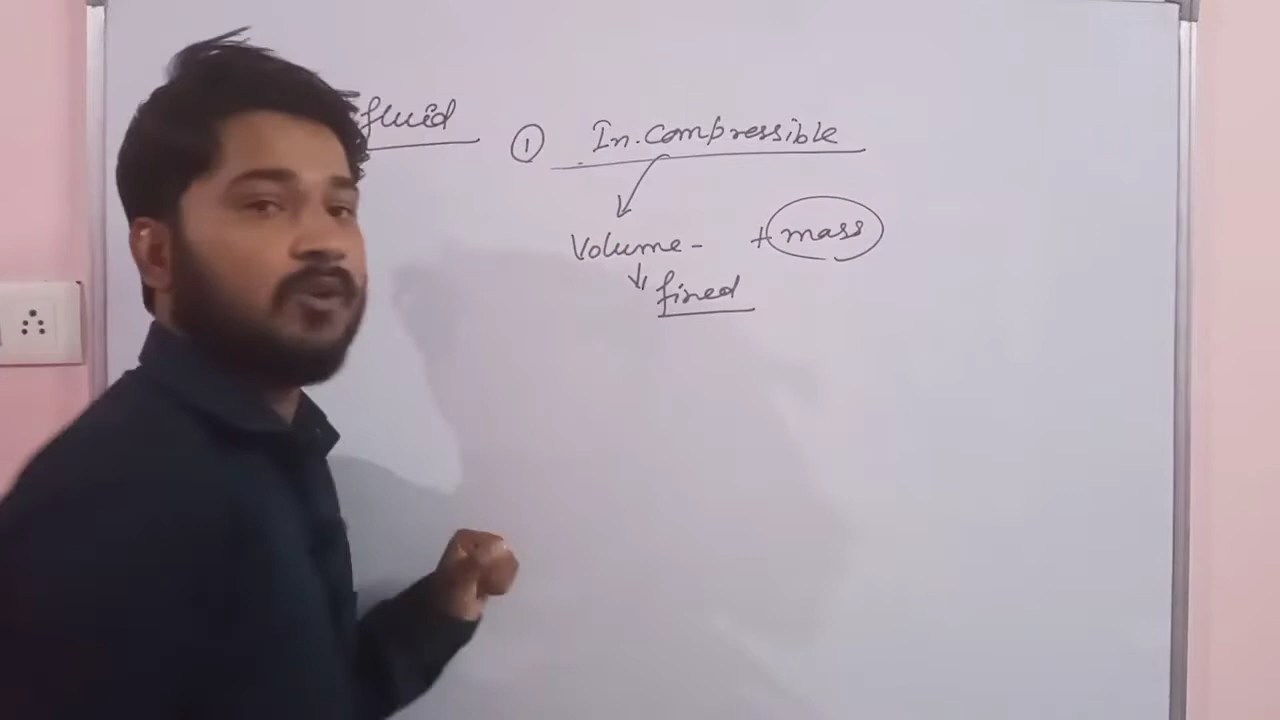 fluid
① In.compressible
Volume- + mass
fixed